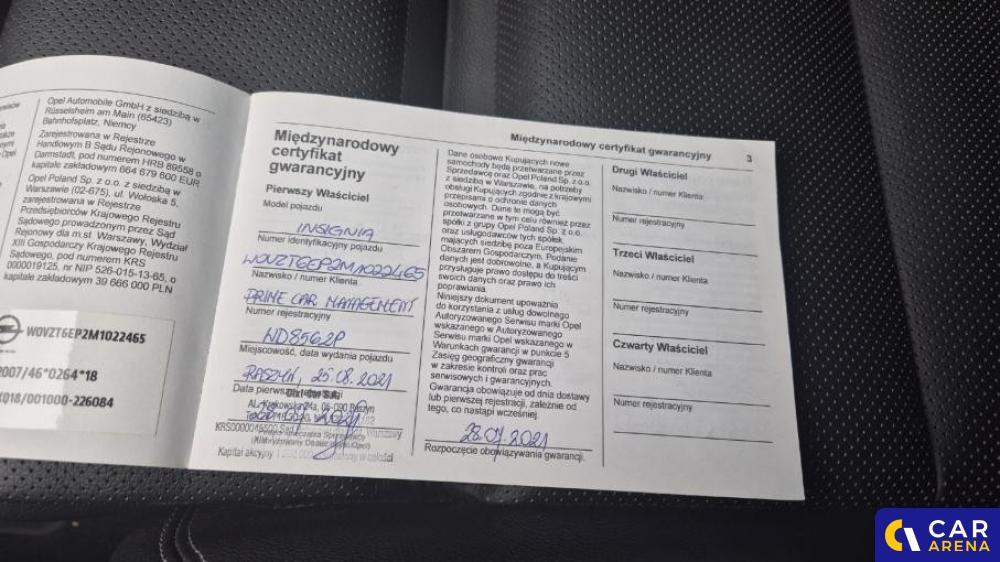 Opel Automobile GmbH z siedzibą w
Rüsselsheim am Main (65423)
Bahnhofsplatz, Niemcy
Zarejestrowana w Rejestrze
Handlowym B Sądu Rejonowego w
Darmstadt, pod numerem HRB 89558 o
kapitale zakładowym 664 679 600 EUR
Opel Poland Sp. z o.o. z siedzibą w
Warszawie (02-675), ul. Wołoska 5,
zarejestrowana w Rejestrze
Przedsiębiorców Krajowego Rejestru
Sądowego prowadzonym przez Sąd
Rejonowy dla m.st. Warszawy, Wydział
XIII Gospodarczy Krajowego Rejestru
Sądowego, pod numerem KRS
0000019125, nr NIP 526-015-13-65, o
kapitale zakładowym 39 666 000 PLN
W0VZT6EP2M1022465
2007/46*0264*18
018/001000-226084
Międzynarodowy certyfikat gwarancyjny 3
Międzynarodowy
certyfikat
gwarancyjny
Pierwszy Właściciel
Model pojazdu
INSIGNIA
Numer identyfikacyjny pojazdu
W0VZT6EP2M1022465
Nazwisko / numer Klienta
PRIME CAR MANAGEMENT
Numer rejestracyjny
WD8562P
Miejscowość, data wydania pojazdu
RASZYN, 25.08.2021
Data pierwszej
Dixi-Car S.A.
Al. Krakowska 05-090 Raszyn
Kapitał akcyjny
Dane osobowe Kupujących nowe
samochody będą przetwarzane przez
Sprzedawcę oraz Opel Poland Sp. z o.o.
z siedzibą w Warszawie, na potrzeby
obsługi Kupujących zgodnie z krajowymi
przepisami o ochronie danych
osobowych. Dane te mogą być
przetwarzane w tym celu również przez
spółki z grupy Opel Poland Sp. z o.o.
oraz usługodawców tych spółek,
mających siedzibę poza Europejskim
Obszarem Gospodarczym. Podanie
danych jest dobrowolne, a Kupującym
przysługuje prawo dostępu do treści
swoich danych oraz prawo ich
poprawiania.
Niniejszy dokument upoważnia
do korzystania z usług dowolnego
Autoryzowanego Serwisu marki Opel
wskazanego w Autoryzowanego
Serwisu marki Opel wskazanego w
Warunkach gwarancji w punkcie 5
Zasięg geograficzny gwarancji
w zakresie kontroli oraz prac
serwisowych i gwarancyjnych.
Gwarancja obowiązuje od dnia dostawy
lub pierwszej rejestracji, zależnie od
tego, co nastąpi wcześniej.
28.07.2021
Rozpoczęcie obowiązywania gwarancji.
Drugi Właściciel
Nazwisko / numer Klienta
Numer rejestracyjny
Trzeci Właściciel
Nazwisko / numer Klienta
Numer rejestracyjny
Czwarty Właściciel
Nazwisko / numer Klienta
Numer rejestracyjny
CAR
ARENA